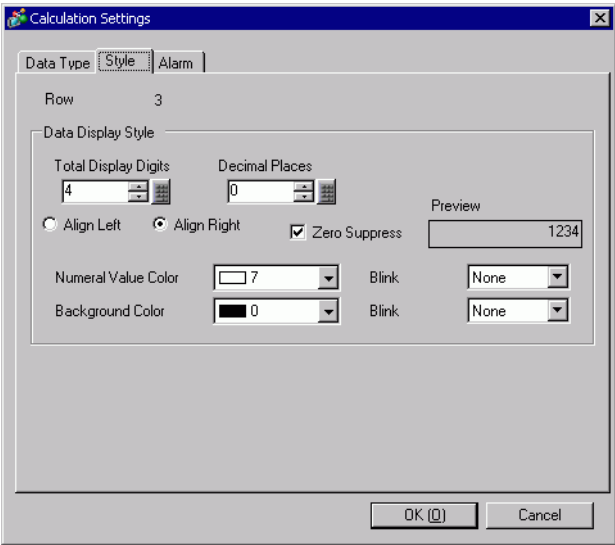 Calculation Settings
Data Type Style Alarm
Row 3
Data Display Style
Total Display Digits Decimal Places
4 0
Preview
Align Left Align Right Zero Suppress 1234
Numeral Value Color 7 Blink None
Background Color 0 Blink None
OK (O) Cancel